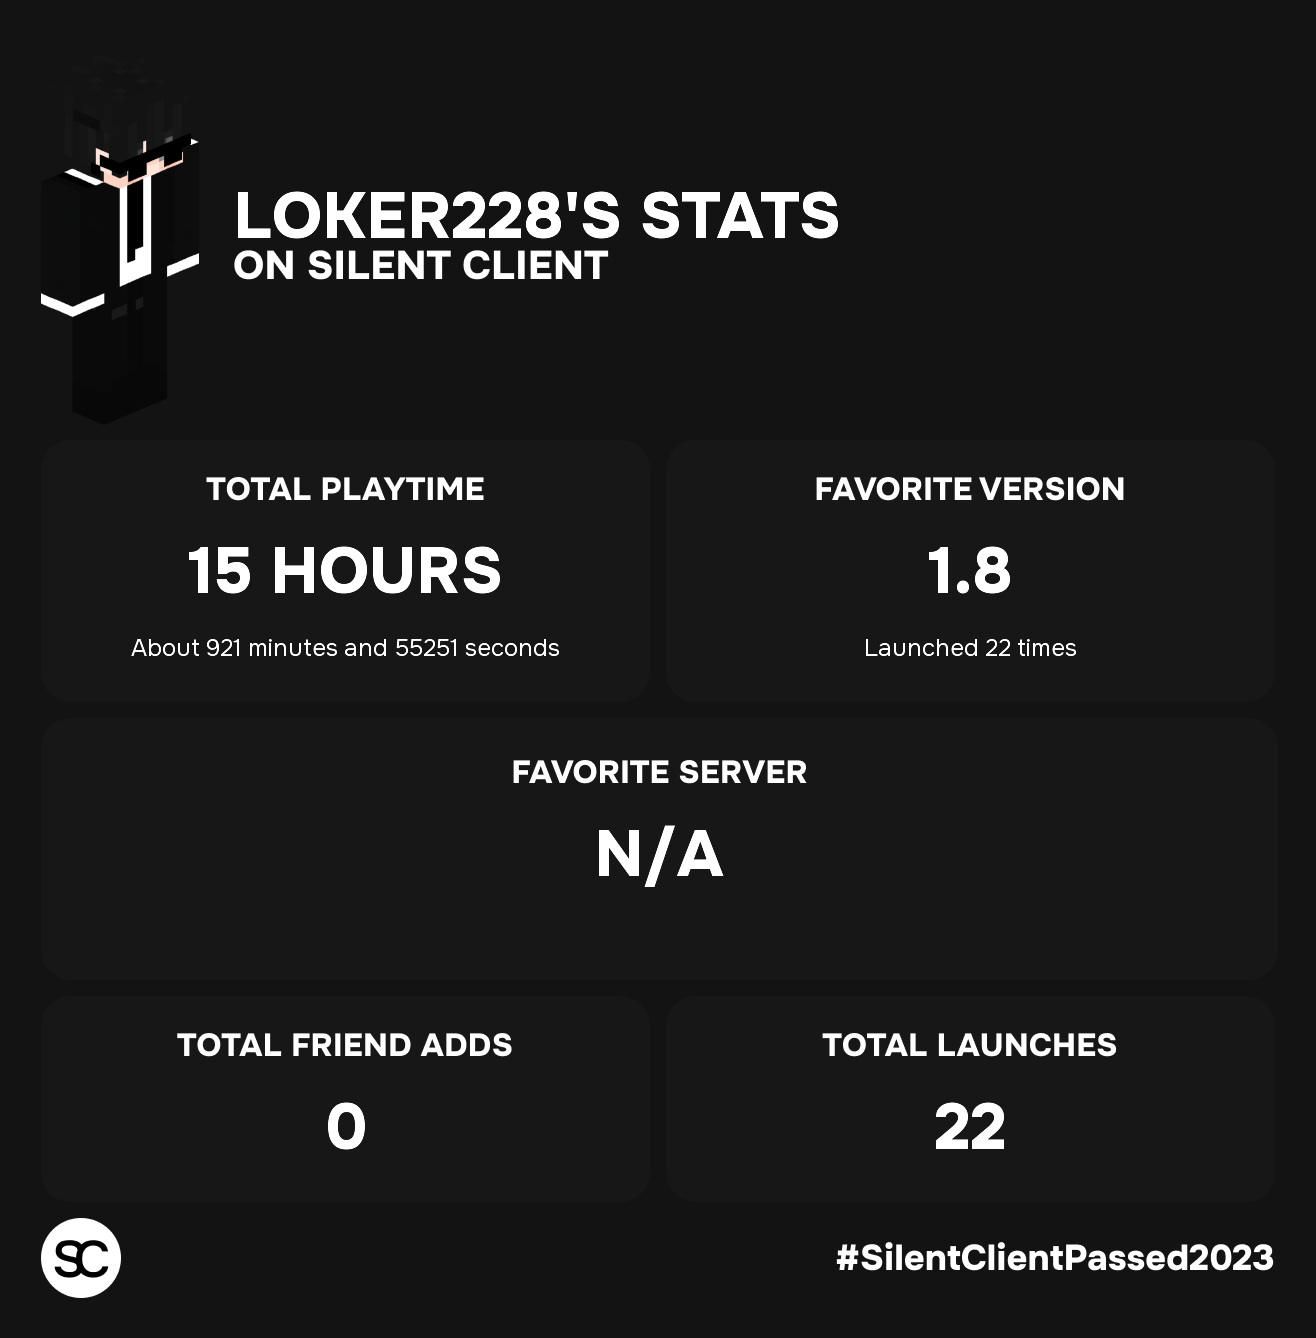 LOKER228'S STATS
ON SILENT CLIENT
TOTAL PLAYTIME
15 HOURS
About 921 minutes and 55251 seconds
FAVORITE VERSION
1.8
Launched 22 times
FAVORITE SERVER
N/A
TOTAL FRIEND ADDS
0
TOTAL LAUNCHES
22
SC
#SilentClientPassed2023